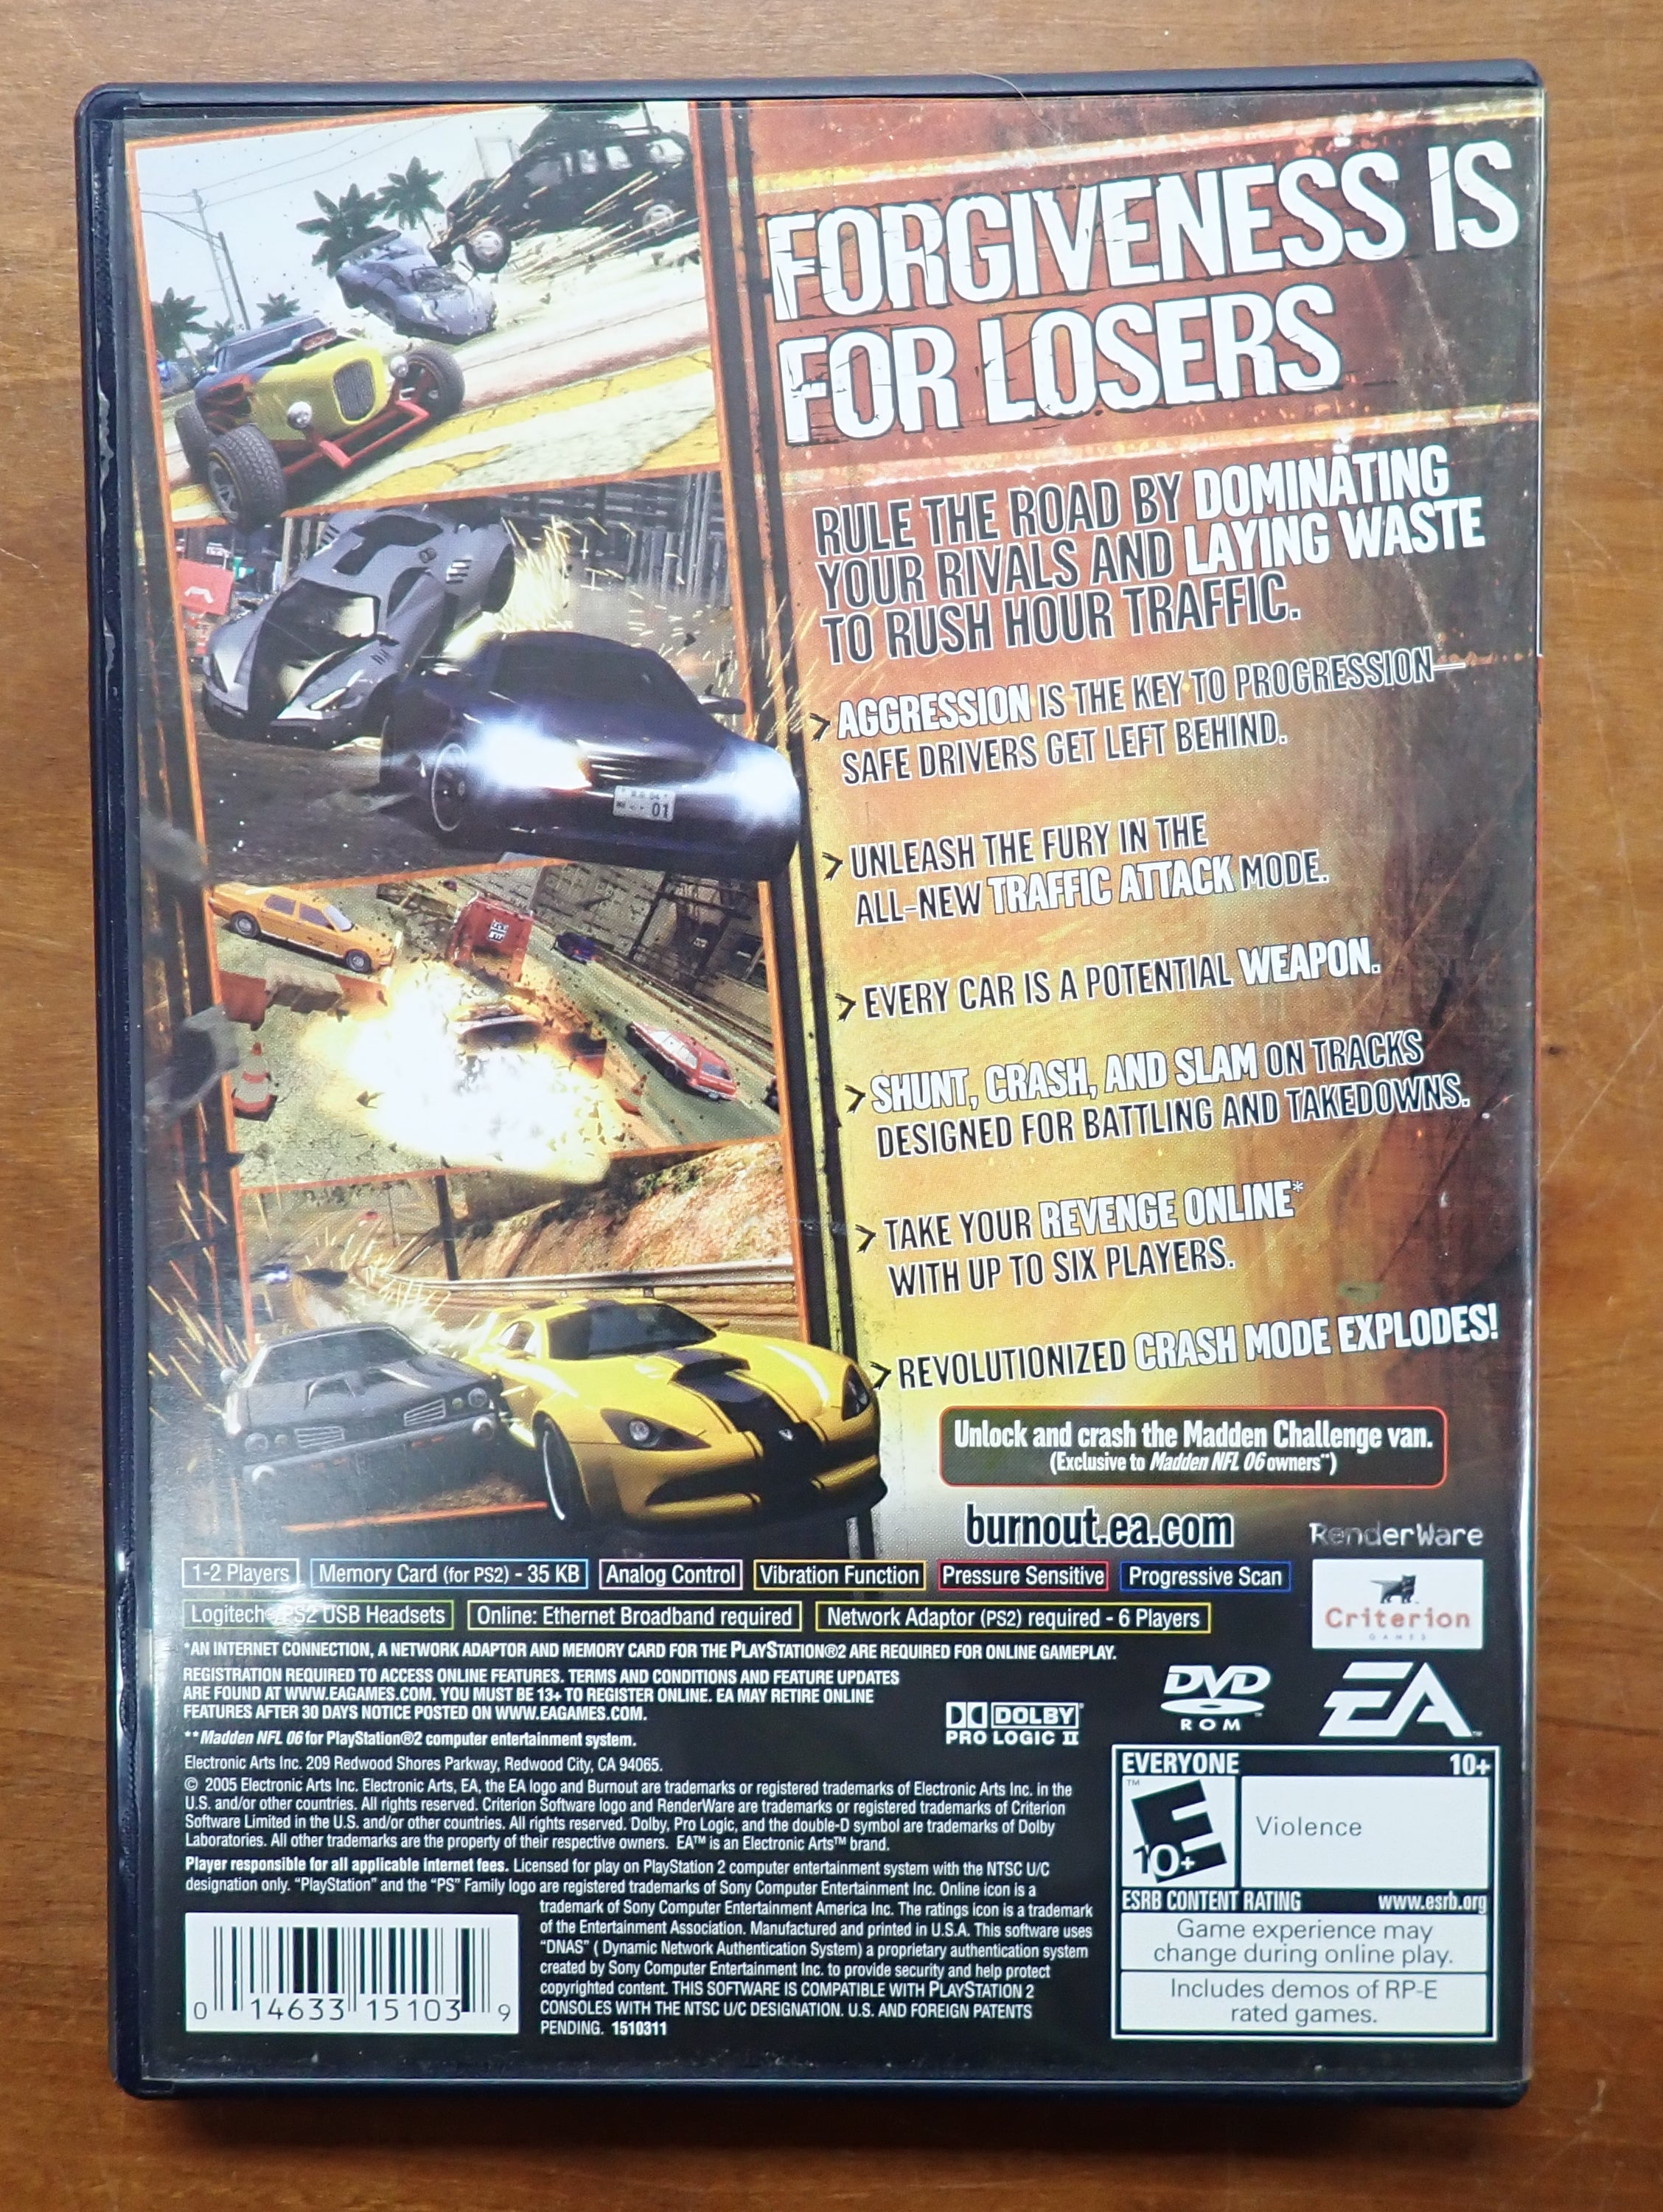 FORGIVENESS IS
FOR LOSERS
RULE THE ROAD BY DOMINATING
YOUR RIVALS AND LAYING WASTE
TO RUSH HOUR TRAFFIC.
AGGRESSION IS THE KEY TO PROGRESSION—
SAFE DRIVERS GET LEFT BEHIND.
UNLEASH THE FURY IN THE
ALL-NEW TRAFFIC ATTACK MODE.
EVERY CAR IS A POTENTIAL WEAPON.
SHUNT, CRASH, AND SLAM ON TRACKS
DESIGNED FOR BATTLING AND TAKEDOWNS.
TAKE YOUR REVENGE ONLINE*
WITH UP TO SIX PLAYERS.
REVOLUTIONIZED CRASH MODE EXPLODES!
Unlock and crash the Madden Challenge van.
(Exclusive to Madden NFL 06 owners**)
burnout.ea.com
RenderWare
01
1-2 Players
Memory Card (for PS2) - 35 KB
Analog Control
Vibration Function
Pressure Sensitive
Progressive Scan
Logitech PS2 USB Headsets
Online: Ethernet Broadband required
Network Adaptor (PS2) required - 6 Players
Criterion
GAMES
*AN INTERNET CONNECTION, A NETWORK ADAPTOR AND MEMORY CARD FOR THE PLAYSTATION®2 ARE REQUIRED FOR ONLINE GAMEPLAY.
REGISTRATION REQUIRED TO ACCESS ONLINE FEATURES. TERMS AND CONDITIONS AND FEATURE UPDATES
ARE FOUND AT WWW.EAGAMES.COM. YOU MUST BE 13+ TO REGISTER ONLINE. EA MAY RETIRE ONLINE
FEATURES AFTER 30 DAYS NOTICE POSTED ON WWW.EAGAMES.COM.
**Madden NFL 06 for PlayStation®2 computer entertainment system.
DOLBY
PRO LOGIC II
DVD
ROM ™
EA ™
Electronic Arts Inc. 209 Redwood Shores Parkway, Redwood City, CA 94065.
© 2005 Electronic Arts Inc. Electronic Arts, EA, the EA logo and Burnout are trademarks or registered trademarks of Electronic Arts Inc. in the
U.S. and/or other countries. All rights reserved. Criterion Software logo and RenderWare are trademarks or registered trademarks of Criterion
Software Limited in the U.S. and/or other countries. All rights reserved. Dolby, Pro Logic, and the double-D symbol are trademarks of Dolby
Laboratories. All other trademarks are the property of their respective owners. EA™ is an Electronic Arts™ brand.
Player responsible for all applicable internet fees. Licensed for play on PlayStation 2 computer entertainment system with the NTSC U/C
designation only. “PlayStation” and the “PS” Family logo are registered trademarks of Sony Computer Entertainment Inc. Online icon is a
trademark of Sony Computer Entertainment America Inc. The ratings icon is a trademark
of the Entertainment Association. Manufactured and printed in U.S.A. This software uses
“DNAS” ( Dynamic Network Authentication System) a proprietary authentication system
created by Sony Computer Entertainment Inc. to provide security and help protect
copyrighted content. THIS SOFTWARE IS COMPATIBLE WITH PLAYSTATION 2
CONSOLES WITH THE NTSC U/C DESIGNATION. U.S. AND FOREIGN PATENTS
PENDING. 1510311
0 14633 15103 9
EVERYONE 10+
™
E
10+
Violence
ESRB CONTENT RATING www.esrb.org
Game experience may
change during online play.
Includes demos of RP-E
rated games.